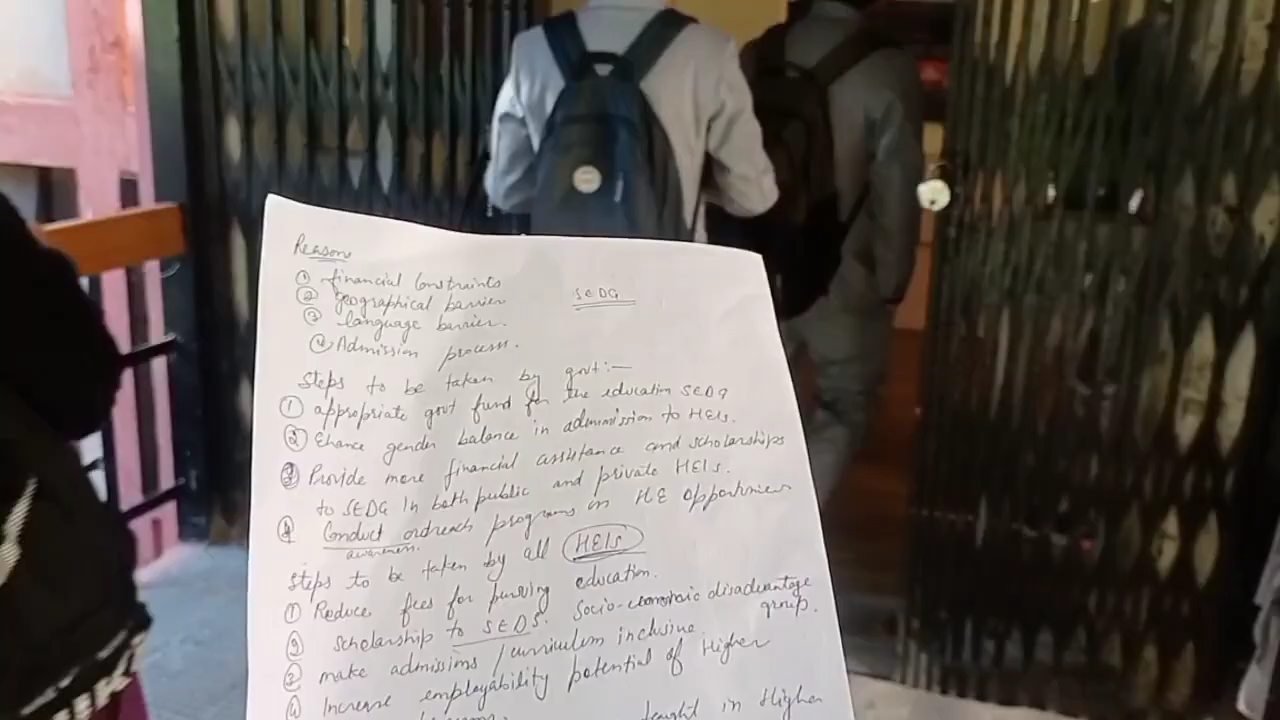 Reason
① financial Constraints
② geographical barrier
SEDG
③ language barrier.
④ Admission process.
Steps to be taken by govt:—
① appropriate govt fund for the education SEDG
② Ehance gender balance in admmission to HEIs.
③ Provide more financial assistance and scholarships
to SEDG in both public and private HEIs.
④ Conduct outreach programs in HE Opportunities
awareness.
Steps to be taken by all HEIs
① Reduce fees for pursing education.
② scholarship to SEDS. Socio-economic disadvantage
group.
③ make admissions / curriculum inclusive
④ Increase employability potential of Higher
taught in Higher